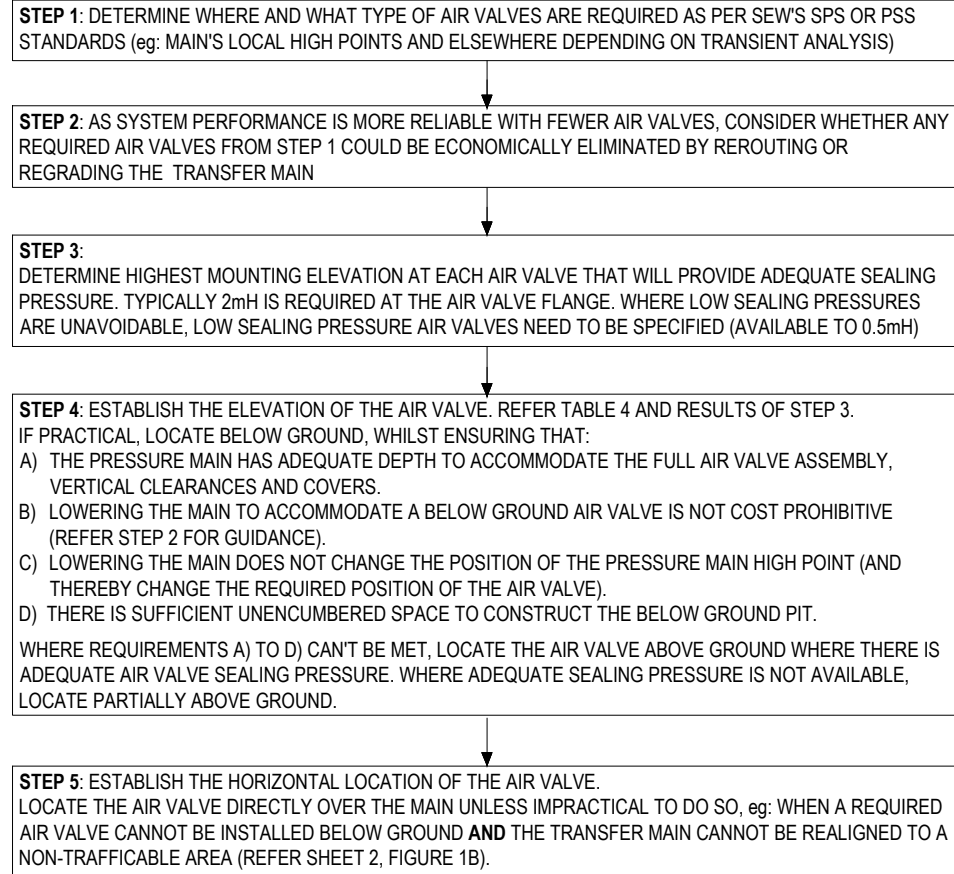 STEP 1: DETERMINE WHERE AND WHAT TYPE OF AIR VALVES ARE REQUIRED AS PER SEW'S SPS OR PSS
STANDARDS (eg: MAIN'S LOCAL HIGH POINTS AND ELSEWHERE DEPENDING ON TRANSIENT ANALYSIS)
STEP 2: AS SYSTEM PERFORMANCE IS MORE RELIABLE WITH FEWER AIR VALVES, CONSIDER WHETHER ANY
REQUIRED AIR VALVES FROM STEP 1 COULD BE ECONOMICALLY ELIMINATED BY REROUTING OR
REGRADING THE TRANSFER MAIN
STEP 3:
DETERMINE HIGHEST MOUNTING ELEVATION AT EACH AIR VALVE THAT WILL PROVIDE ADEQUATE SEALING
PRESSURE. TYPICALLY 2mH IS REQUIRED AT THE AIR VALVE FLANGE. WHERE LOW SEALING PRESSURES
ARE UNAVOIDABLE, LOW SEALING PRESSURE AIR VALVES NEED TO BE SPECIFIED (AVAILABLE TO 0.5mH)
STEP 4: ESTABLISH THE ELEVATION OF THE AIR VALVE. REFER TABLE 4 AND RESULTS OF STEP 3.
IF PRACTICAL, LOCATE BELOW GROUND, WHILST ENSURING THAT:
A) THE PRESSURE MAIN HAS ADEQUATE DEPTH TO ACCOMMODATE THE FULL AIR VALVE ASSEMBLY,
VERTICAL CLEARANCES AND COVERS.
B) LOWERING THE MAIN TO ACCOMMODATE A BELOW GROUND AIR VALVE IS NOT COST PROHIBITIVE
(REFER STEP 2 FOR GUIDANCE).
C) LOWERING THE MAIN DOES NOT CHANGE THE POSITION OF THE PRESSURE MAIN HIGH POINT (AND
THEREBY CHANGE THE REQUIRED POSITION OF THE AIR VALVE).
D) THERE IS SUFFICIENT UNENCUMBERED SPACE TO CONSTRUCT THE BELOW GROUND PIT.
WHERE REQUIREMENTS A) TO D) CAN'T BE MET, LOCATE THE AIR VALVE ABOVE GROUND WHERE THERE IS
ADEQUATE AIR VALVE SEALING PRESSURE. WHERE ADEQUATE SEALING PRESSURE IS NOT AVAILABLE,
LOCATE PARTIALLY ABOVE GROUND.
STEP 5: ESTABLISH THE HORIZONTAL LOCATION OF THE AIR VALVE.
LOCATE THE AIR VALVE DIRECTLY OVER THE MAIN UNLESS IMPRACTICAL TO DO SO, eg: WHEN A REQUIRED
AIR VALVE CANNOT BE INSTALLED BELOW GROUND AND THE TRANSFER MAIN CANNOT BE REALIGNED TO A
NON-TRAFFICABLE AREA (REFER SHEET 2, FIGURE 1B).